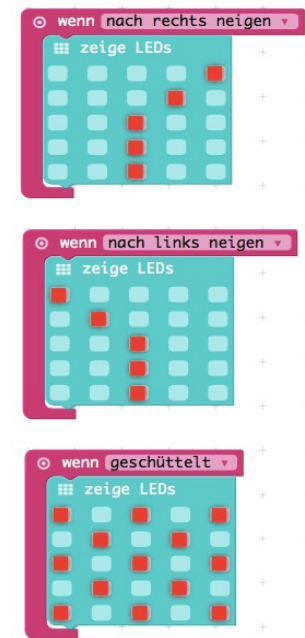 wenn nach rechts neigen
zeige LEDs
wenn nach links neigen
zeige LEDs
wenn geschüttelt
zeige LEDs